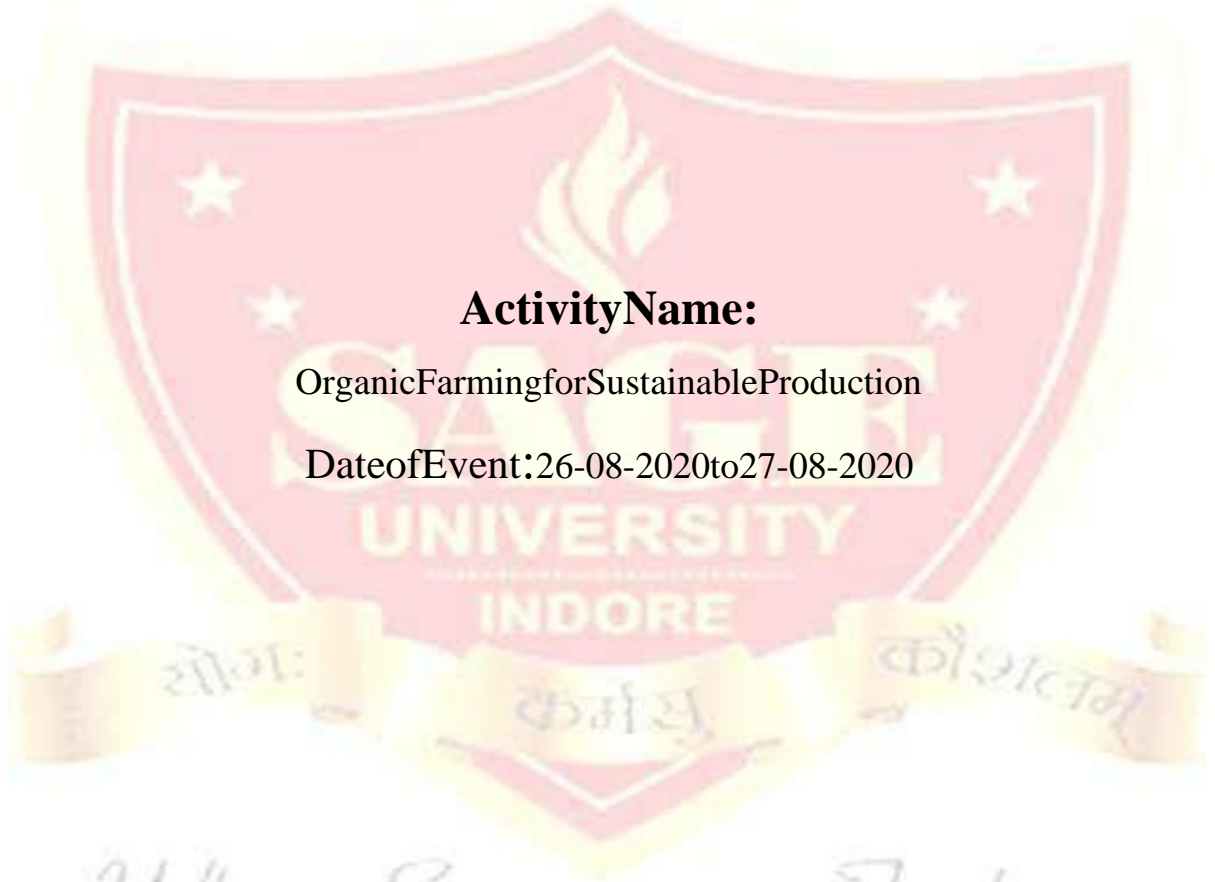 ActivityName:
OrganicFarmingforSustainableProduction
DateofEvent:26-08-2020to27-08-2020
SAGE
UNIVERSITY
INDORE
योगः कर्मसु कौशलम्